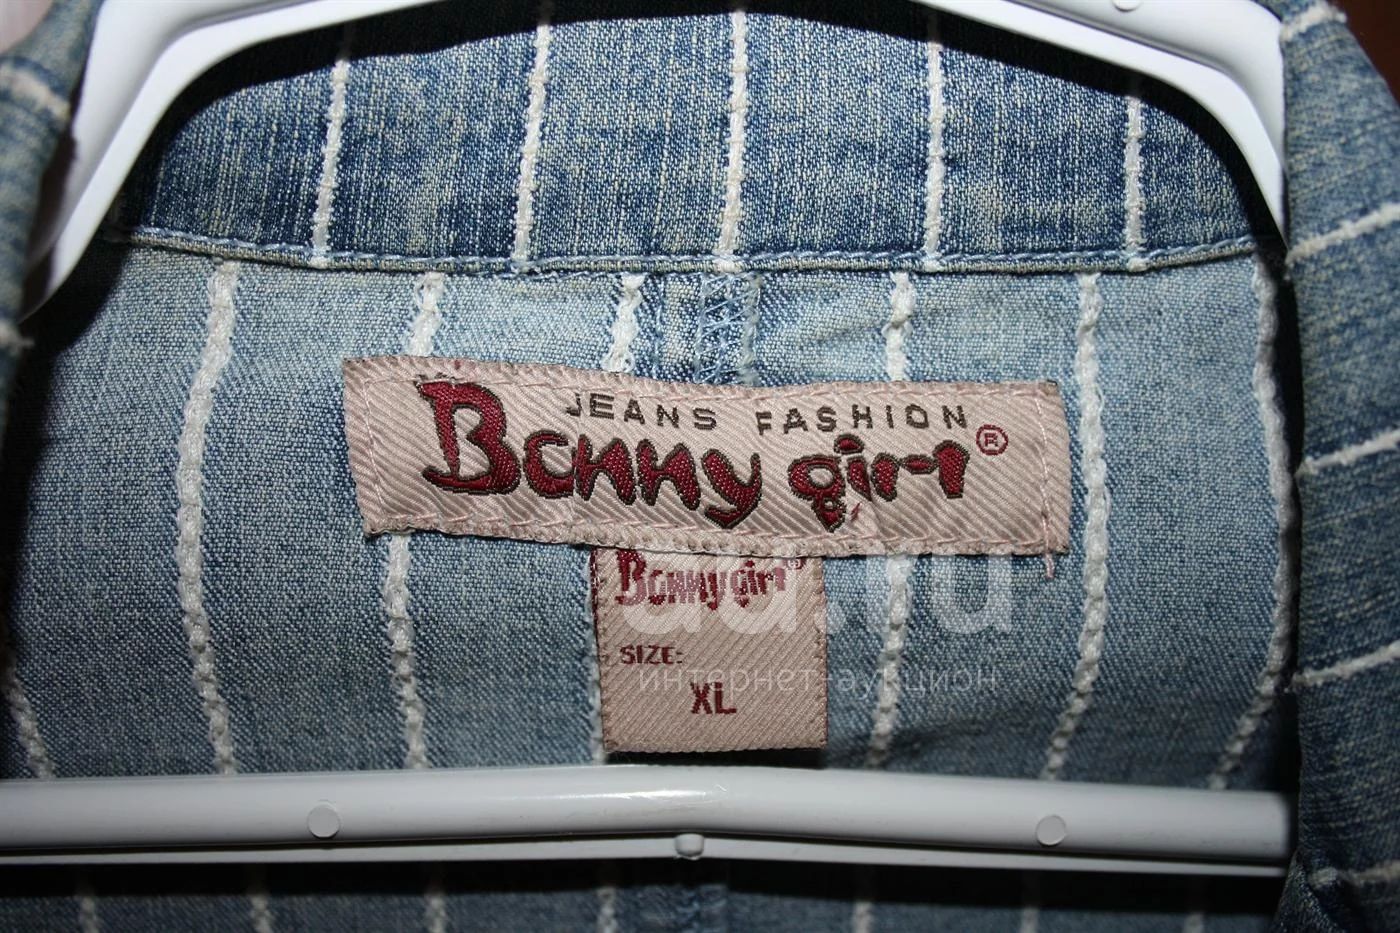 JEANS FASHION
Bonny girl®
Bonny girl®
SIZE:
интернет-аукцион
XL